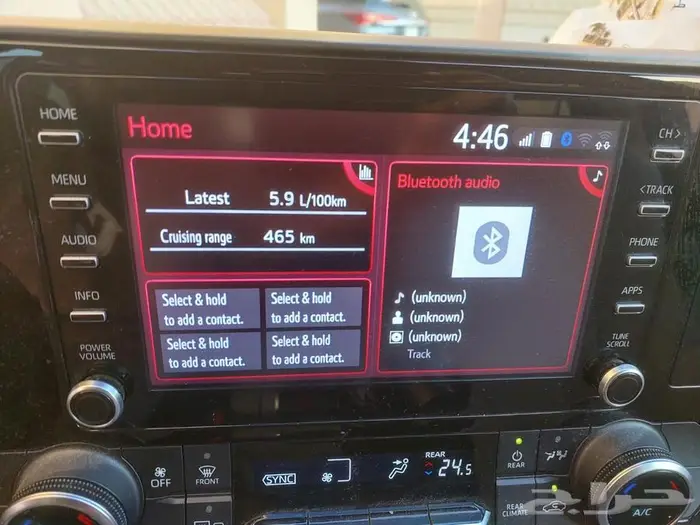 HOME
MENU
AUDIO
INFO
POWER
VOLUME
Home
4:46
Latest 5.9 L/100km
Cruising range 465 km
Select & hold
to add a contact.
Select & hold
to add a contact.
Select & hold
to add a contact.
Select & hold
to add a contact.
Bluetooth audio
(unknown)
(unknown)
(unknown)
Track
CH >
< TRACK
PHONE
APPS
TUNE
SCROLL
OFF
FRONT
SYNC
REAR
24.5
REAR
REAR
CLIMATE
A/C
حراج